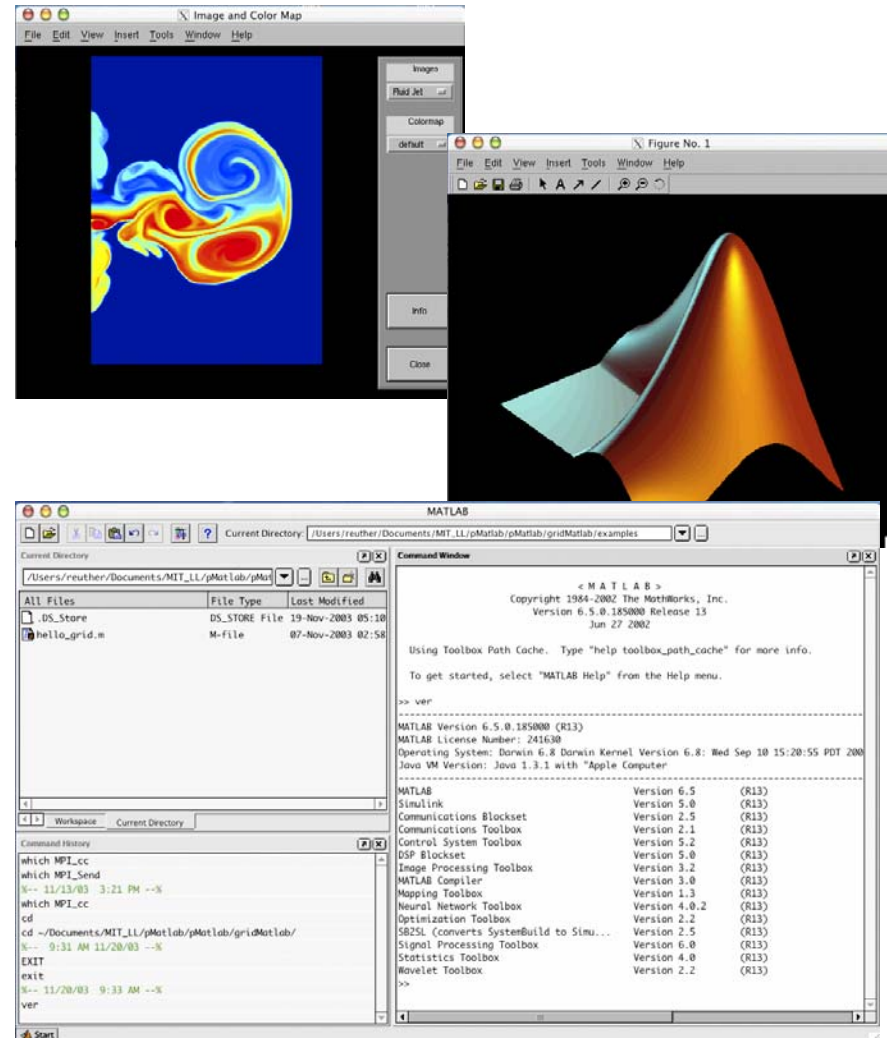 Image and Color Map
File Edit View Insert Tools Window Help
Images
Fluid Jet
Colormap
default
Info
Close
Figure No. 1
File Edit View Insert Tools Window Help
MATLAB
Current Directory: /Users/reuther/Documents/MIT_LL/pMatlab/pMatlab/gridMatlab/examples
Current Directory
/Users/reuther/Documents/MIT_LL/pMatlab/pMat
All Files File Type Last Modified
.DS_Store DS_STORE File 19-Nov-2003 05:10
hello_grid.m M-file 07-Nov-2003 02:58
Workspace Current Directory
Command History
which MPI_cc
which MPI_Send
%-- 11/13/03 3:21 PM --%
which MPI_cc
cd
cd ~/Documents/MIT_LL/pMatlab/pMatlab/gridMatlab/
%-- 9:31 AM 11/20/03 --%
EXIT
exit
%-- 11/20/03 9:33 AM --%
ver
Start
Command Window
< M A T L A B >
Copyright 1984-2002 The MathWorks, Inc.
Version 6.5.0.185000 Release 13
Jun 27 2002
Using Toolbox Path Cache. Type "help toolbox_path_cache" for more info.
To get started, select "MATLAB Help" from the Help menu.
>> ver
MATLAB Version 6.5.0.185000 (R13)
MATLAB License Number: 241630
Operating System: Darwin 6.8 Darwin Kernel Version 6.8: Wed Sep 10 15:20:55 PDT 200
Java VM Version: Java 1.3.1 with "Apple Computer
MATLAB Version 6.5 (R13)
Simulink Version 5.0 (R13)
Communications Blockset Version 2.5 (R13)
Communications Toolbox Version 2.1 (R13)
Control System Toolbox Version 5.2 (R13)
DSP Blockset Version 5.0 (R13)
Image Processing Toolbox Version 3.2 (R13)
MATLAB Compiler Version 3.0 (R13)
Mapping Toolbox Version 1.3 (R13)
Neural Network Toolbox Version 4.0.2 (R13)
Optimization Toolbox Version 2.2 (R13)
SB2SL (converts SystemBuild to Simu... Version 2.5 (R13)
Signal Processing Toolbox Version 6.0 (R13)
Statistics Toolbox Version 4.0 (R13)
Wavelet Toolbox Version 2.2 (R13)
>>